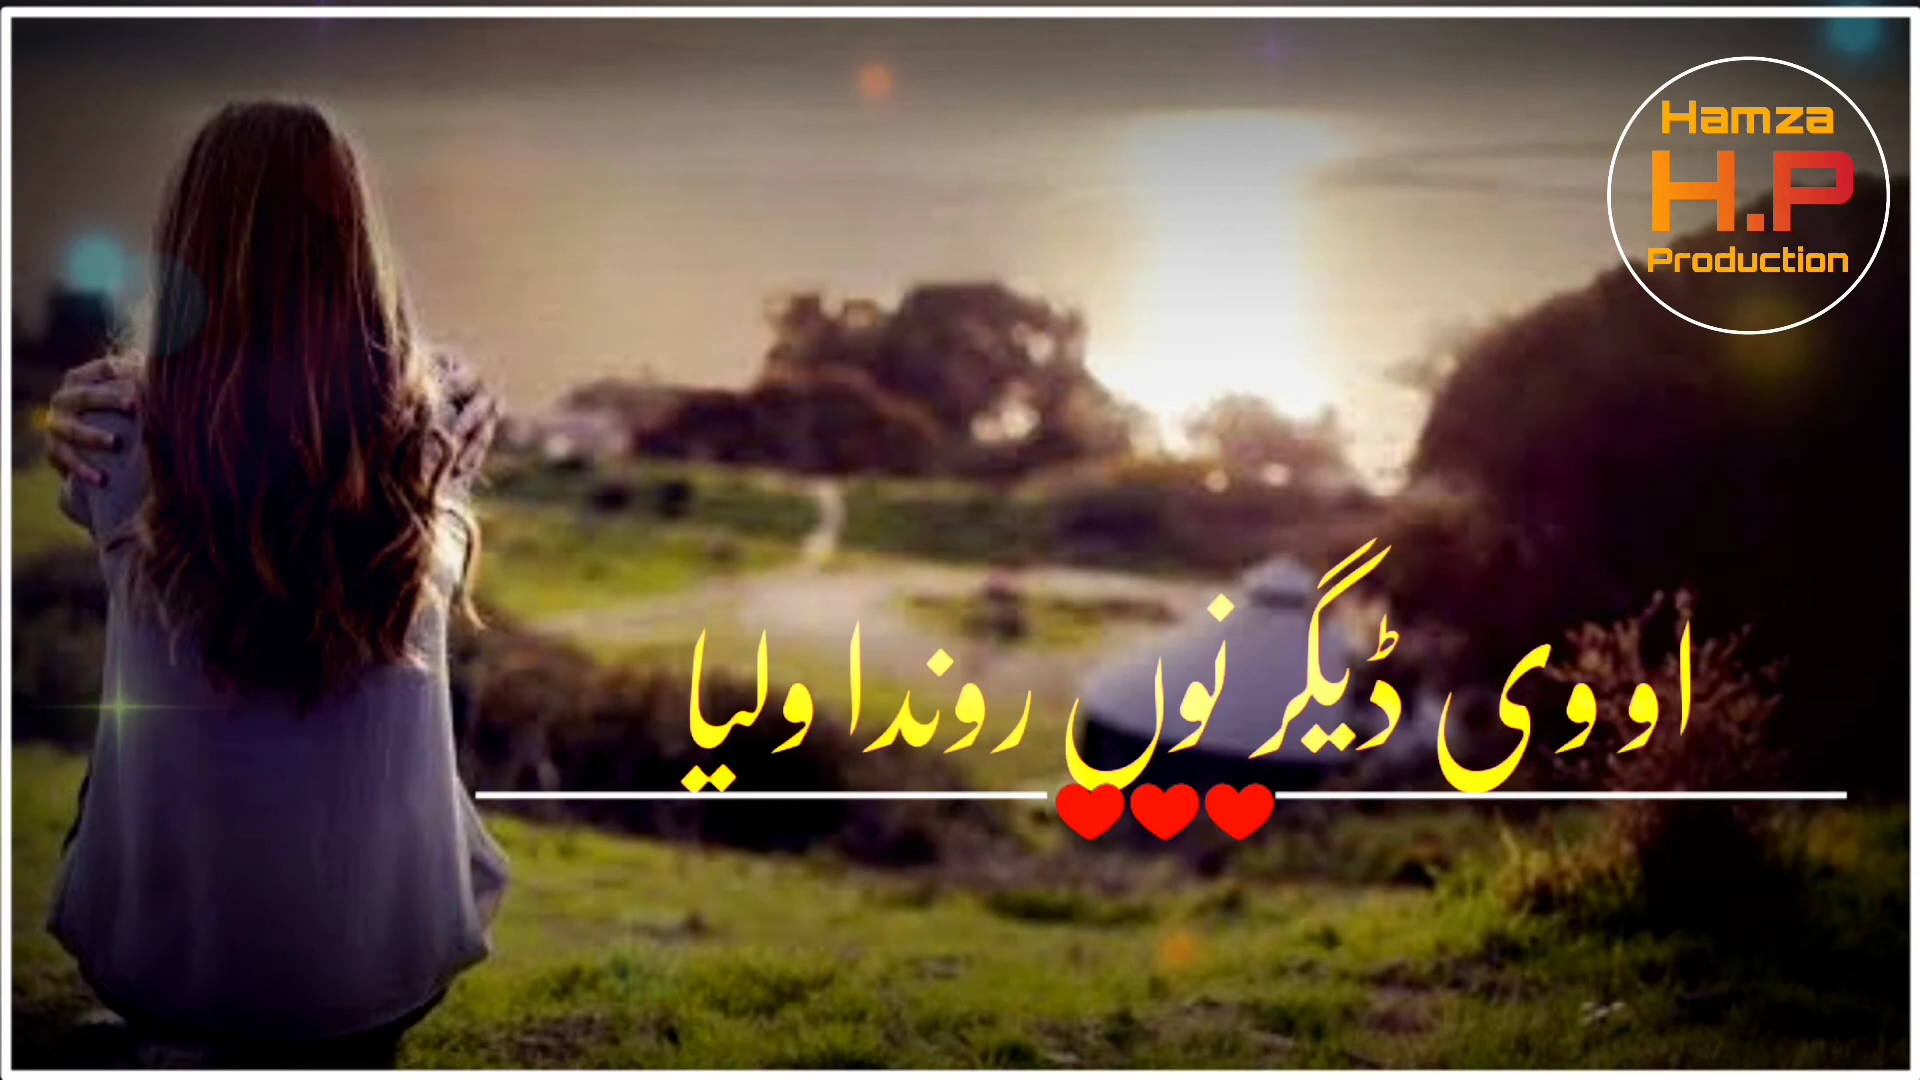 Hamza
H.P
Production
او وی ڈیگر نوں روندا ولیا